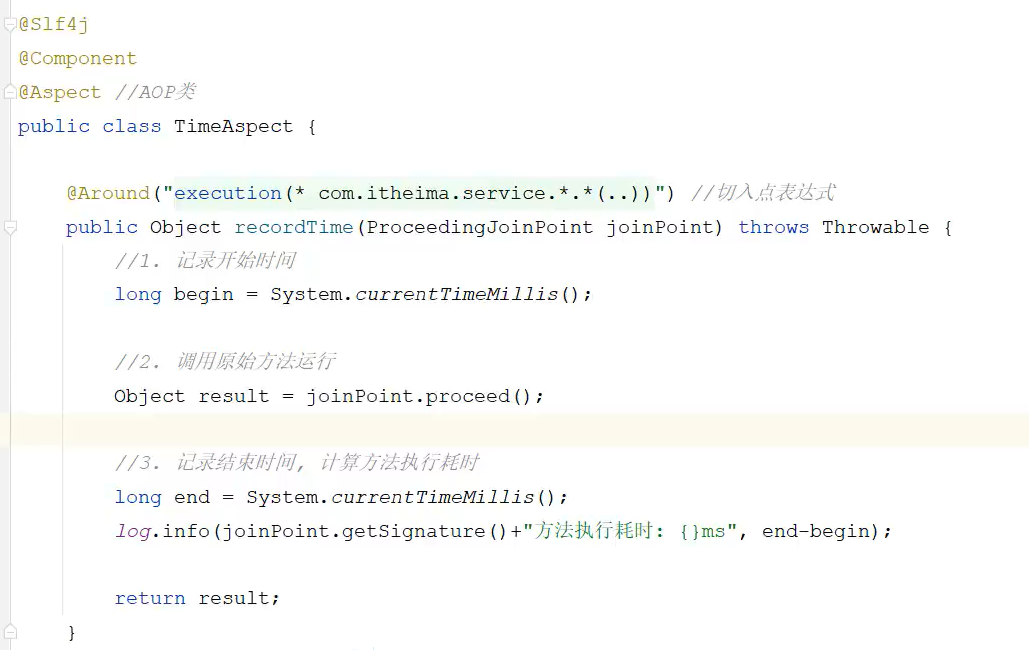 @Slf4j
@Component
@Aspect //AOP类
public class TimeAspect {
@Around("execution(* com.itheima.service.*.*(..))") //切入点表达式
public Object recordTime(ProceedingJoinPoint joinPoint) throws Throwable {
//1. 记录开始时间
long begin = System.currentTimeMillis();
//2. 调用原始方法运行
Object result = joinPoint.proceed();
//3. 记录结束时间, 计算方法执行耗时
long end = System.currentTimeMillis();
log.info(joinPoint.getSignature()+"方法执行耗时: {}ms", end-begin);
return result;
}